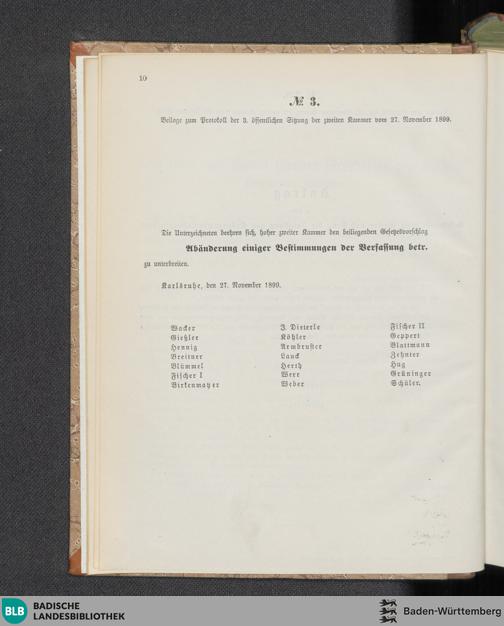 10
№ 3.
Beilage zum Protokoll der 3. öffentlichen Sitzung der zweiten Kammer vom 27. November 1899.
Die Unterzeichneten beehren sich, hoher zweiter Kammer den beiliegenden Gesetzesvorschlag
Abänderung einiger Bestimmungen der Verfassung betr.
zu unterbreiten.
Karlsruhe, den 27. November 1899.
Wacker
Gießler
Hennig
Breitner
Blümmel
Fischer I
Birkenmayer
J. Dieterle
Köhler
Armbruster
Lauck
Hertz
Werr
Weber
Fischer II
Geppert
Blattmann
Zehnter
Hug
Grüninger
Schüler.
BLB
BADISCHE
LANDESBIBLIOTHEK
Baden-Württemberg